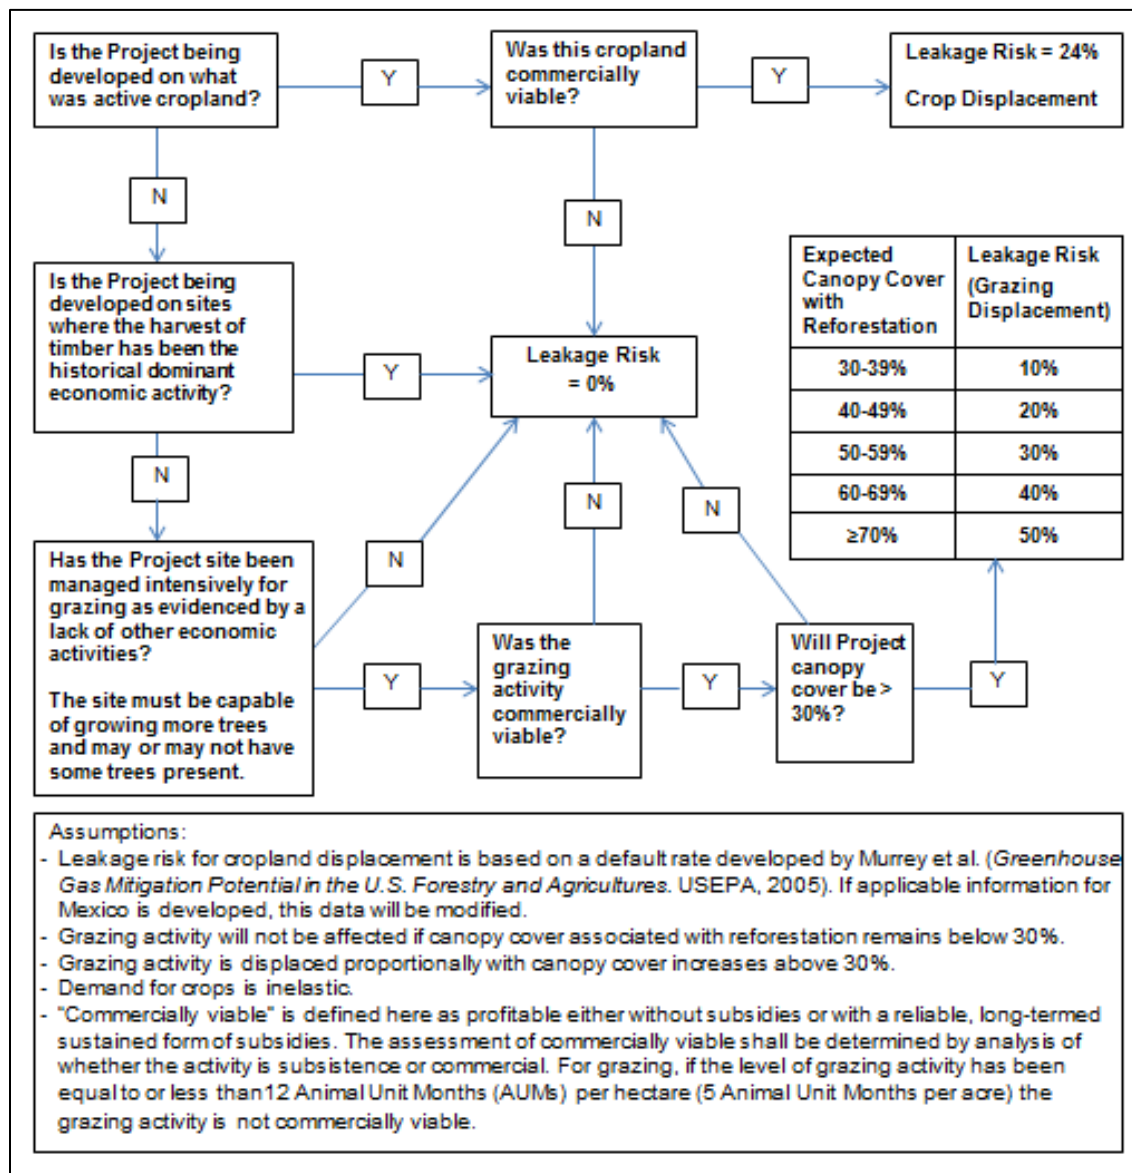 Is the Project being
developed on what
was active cropland?
Y
Was this cropland
commercially
viable?
Y
Leakage Risk = 24%
Crop Displacement
N
N
Is the Project being
developed on sites
where the harvest of
timber has been the
historical dominant
economic activity?
Y
Leakage Risk
= 0%
Expected
Canopy Cover
with
Reforestation
Leakage Risk
(Grazing
Displacement)
30-39%
10%
40-49%
20%
50-59%
30%
60-69%
40%
≥70%
50%
N
N
N
N
Has the Project site been
managed intensively for
grazing as evidenced by a
lack of other economic
activities?
The site must be capable
of growing more trees
and may or may not have
some trees present.
Y
Was the
grazing
activity
commercially
viable?
Y
Will Project
canopy
cover be >
30%?
Y
Assumptions:
- Leakage risk for cropland displacement is based on a default rate developed by Murrey et al. (Greenhouse
Gas Mitigation Potential in the U.S. Forestry and Agricultures. USEPA, 2005). If applicable information for
Mexico is developed, this data will be modified.
- Grazing activity will not be affected if canopy cover associated with reforestation remains below 30%.
- Grazing activity is displaced proportionally with canopy cover increases above 30%.
- Demand for crops is inelastic.
- "Commercially viable" is defined here as profitable either without subsidies or with a reliable, long-termed
sustained form of subsidies. The assessment of commercially viable shall be determined by analysis of
whether the activity is subsistence or commercial. For grazing, if the level of grazing activity has been
equal to or less than 12 Animal Unit Months (AUMs) per hectare (5 Animal Unit Months per acre) the
grazing activity is not commercially viable.